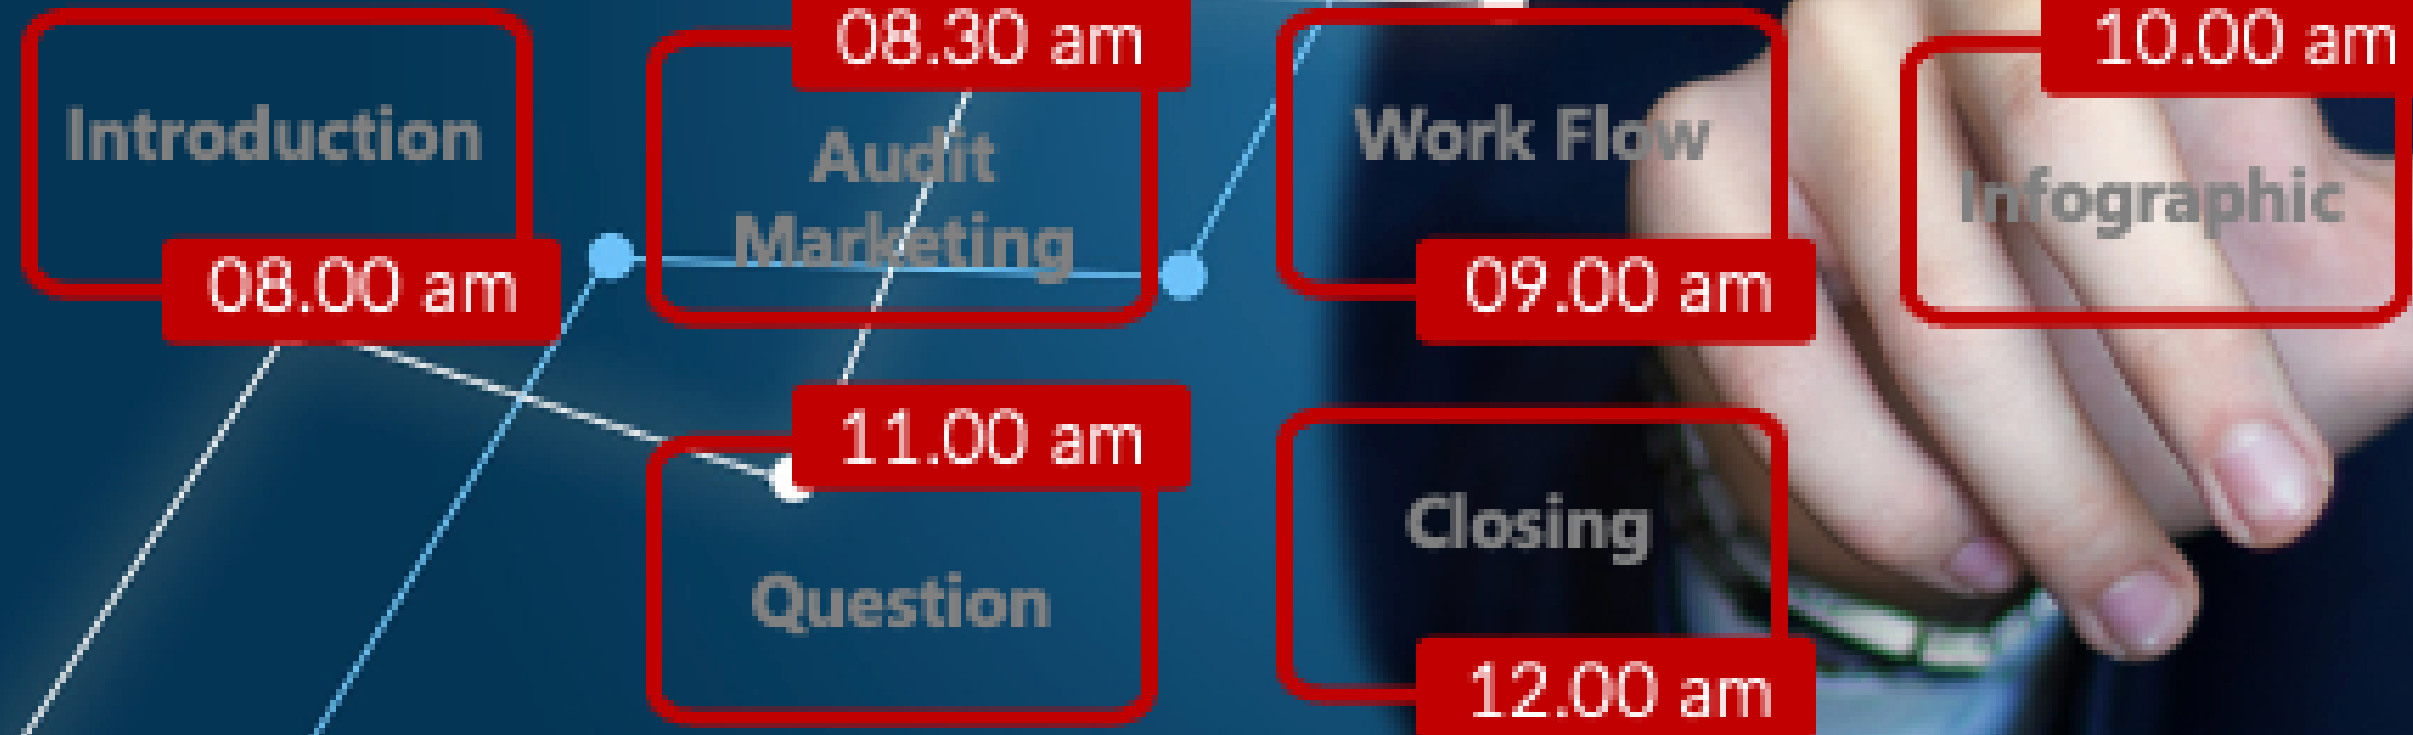 Introduction
08.00 am
08.30 am
Audit
Marketing
Work Flow
09.00 am
10.00 am
Infographic
11.00 am
Question
Closing
12.00 am